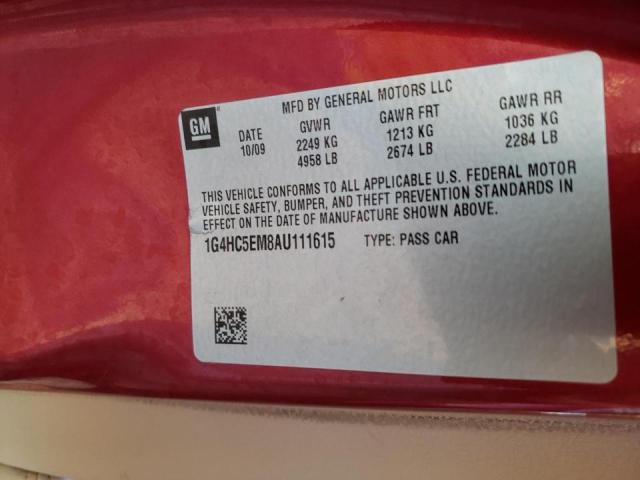 MFD BY GENERAL MOTORS LLC
GM
DATE GVWR GAWR FRT GAWR RR
10/09 2249 KG 1213 KG 1036 KG
4958 LB 2674 LB 2284 LB
THIS VEHICLE CONFORMS TO ALL APPLICABLE U.S. FEDERAL MOTOR
VEHICLE SAFETY, BUMPER, AND THEFT PREVENTION STANDARDS IN
EFFECT ON THE DATE OF MANUFACTURE SHOWN ABOVE.
1G4HC5EM8AU111615 TYPE: PASS CAR